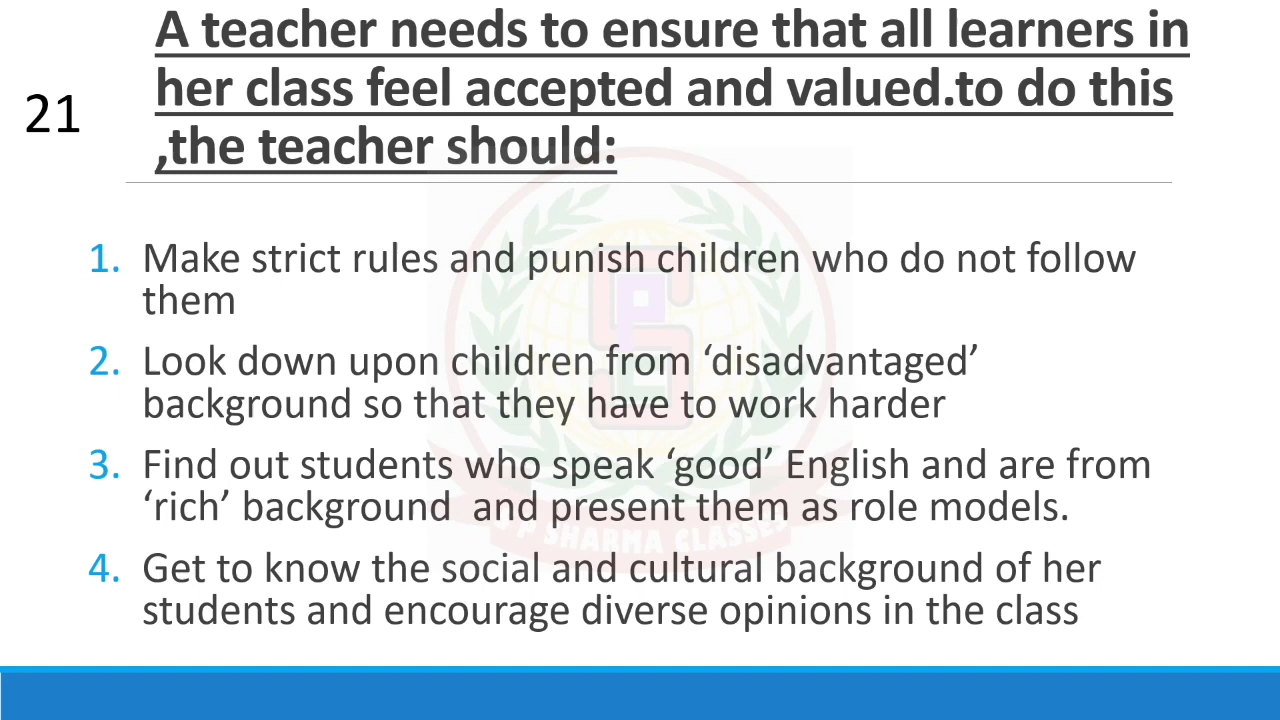 A teacher needs to ensure that all learners in
her class feel accepted and valued.to do this
,the teacher should:
21
1. Make strict rules and punish children who do not follow
them
2. Look down upon children from ‘disadvantaged’
background so that they have to work harder
3. Find out students who speak ‘good’ English and are from
‘rich’ background  and present them as role models.
4. Get to know the social and cultural background of her
students and encourage diverse opinions in the class
SHARMA CLASSES